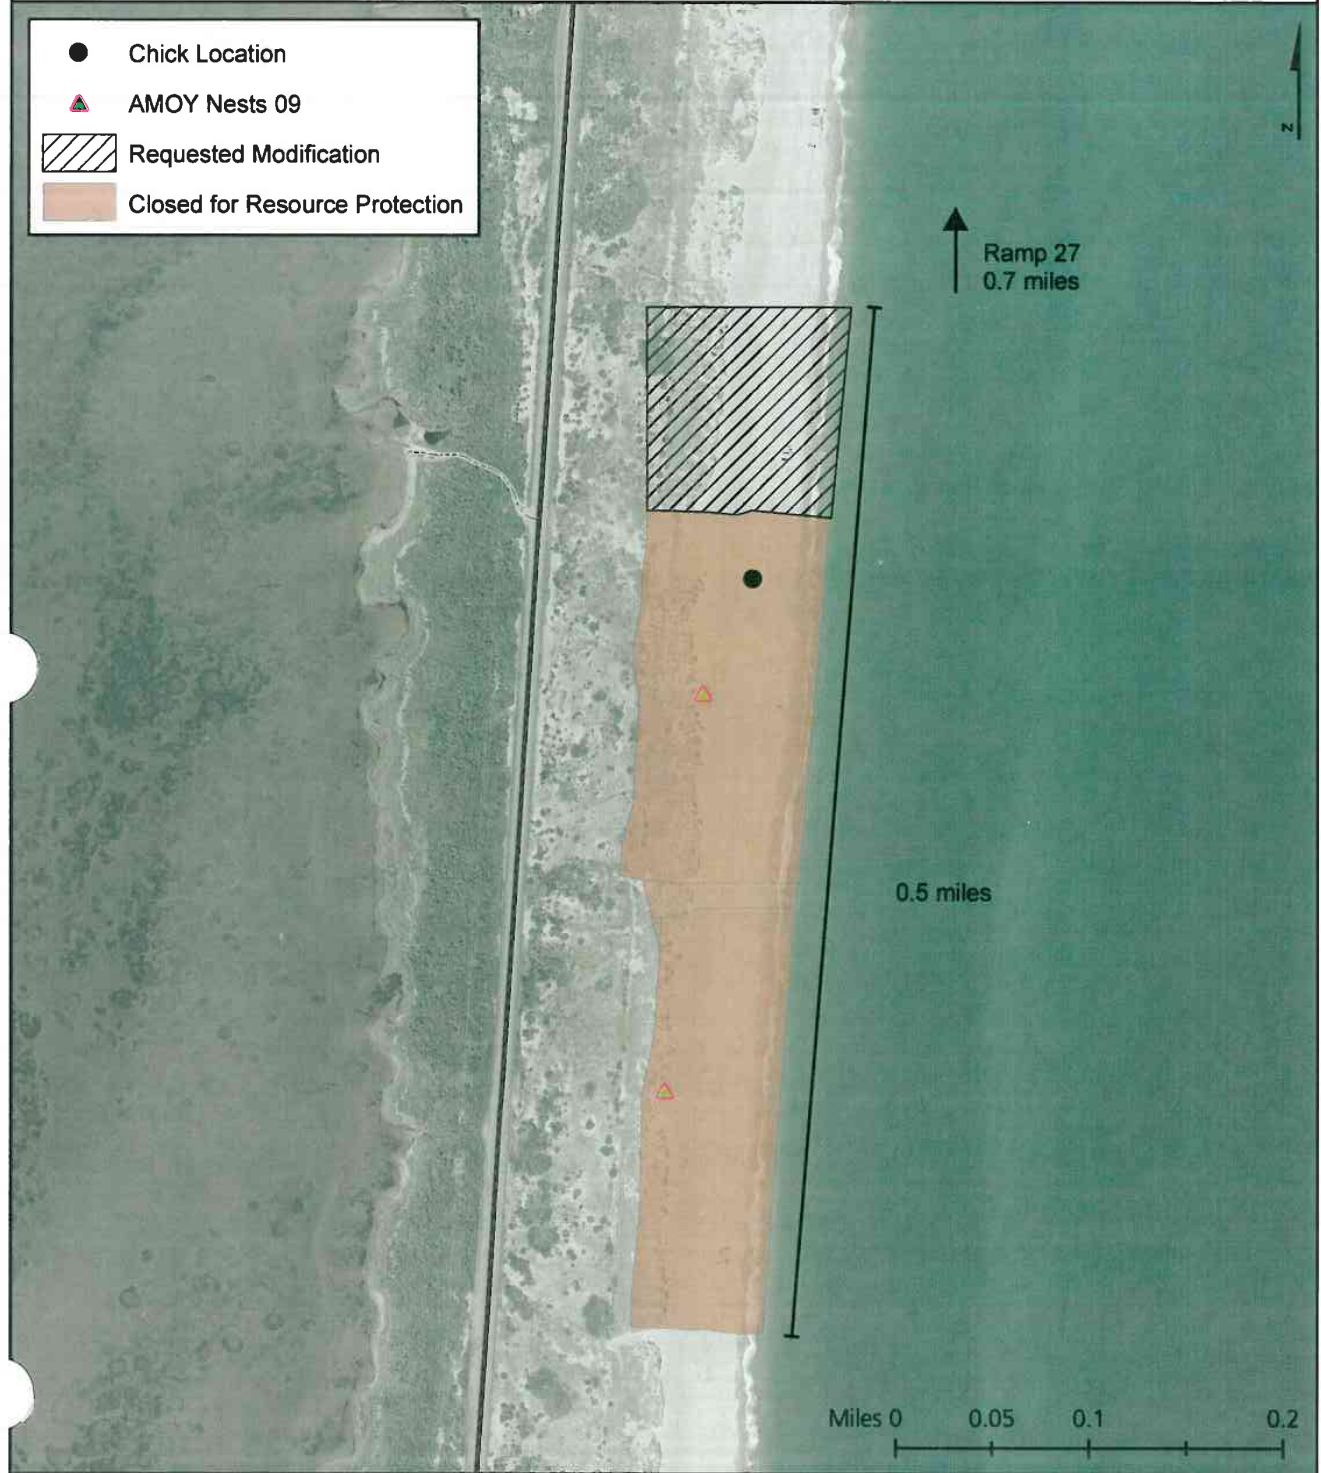 Chick Location
AMOY Nests 09
Requested Modification
Closed for Resource Protection
N
Ramp 27
0.7 miles
0.5 miles
Miles 0 0.05 0.1 0.2